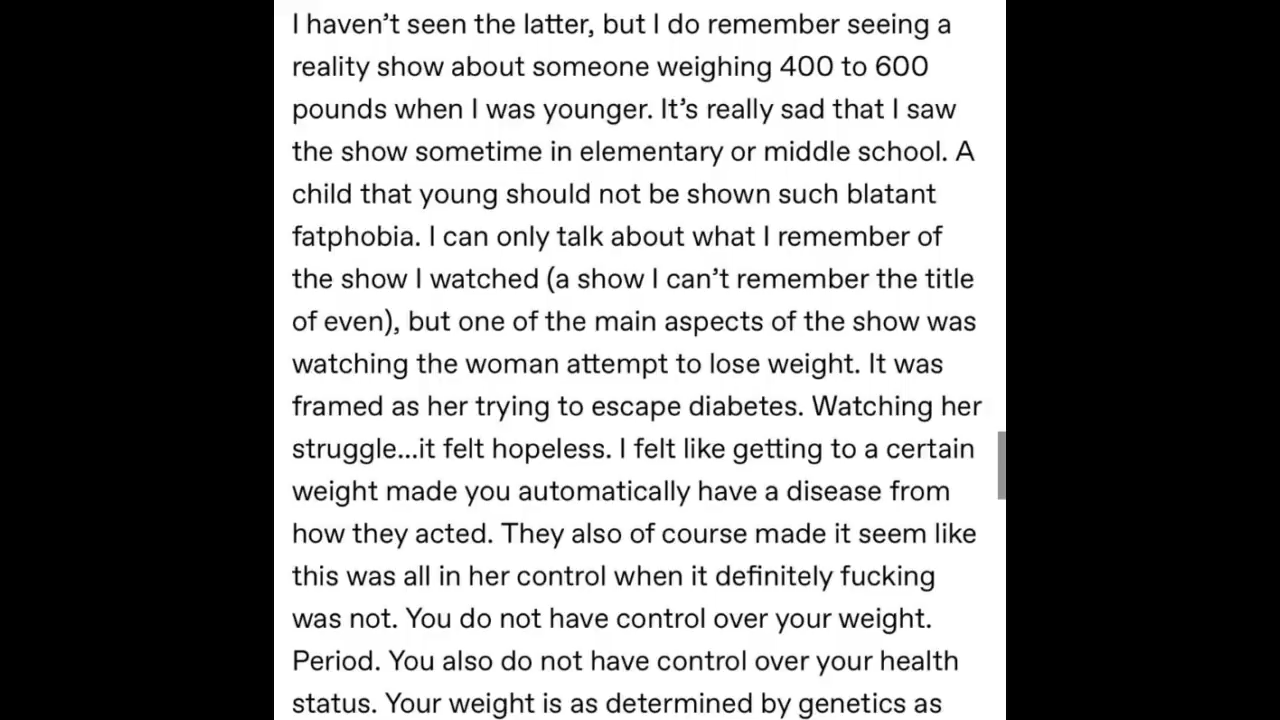 I haven’t seen the latter, but I do remember seeing a
reality show about someone weighing 400 to 600
pounds when I was younger. It’s really sad that I saw
the show sometime in elementary or middle school. A
child that young should not be shown such blatant
fatphobia. I can only talk about what I remember of
the show I watched (a show I can’t remember the title
of even), but one of the main aspects of the show was
watching the woman attempt to lose weight. It was
framed as her trying to escape diabetes. Watching her
struggle...it felt hopeless. I felt like getting to a certain
weight made you automatically have a disease from
how they acted. They also of course made it seem like
this was all in her control when it definitely fucking
was not. You do not have control over your weight.
Period. You also do not have control over your health
status. Your weight is as determined by genetics as